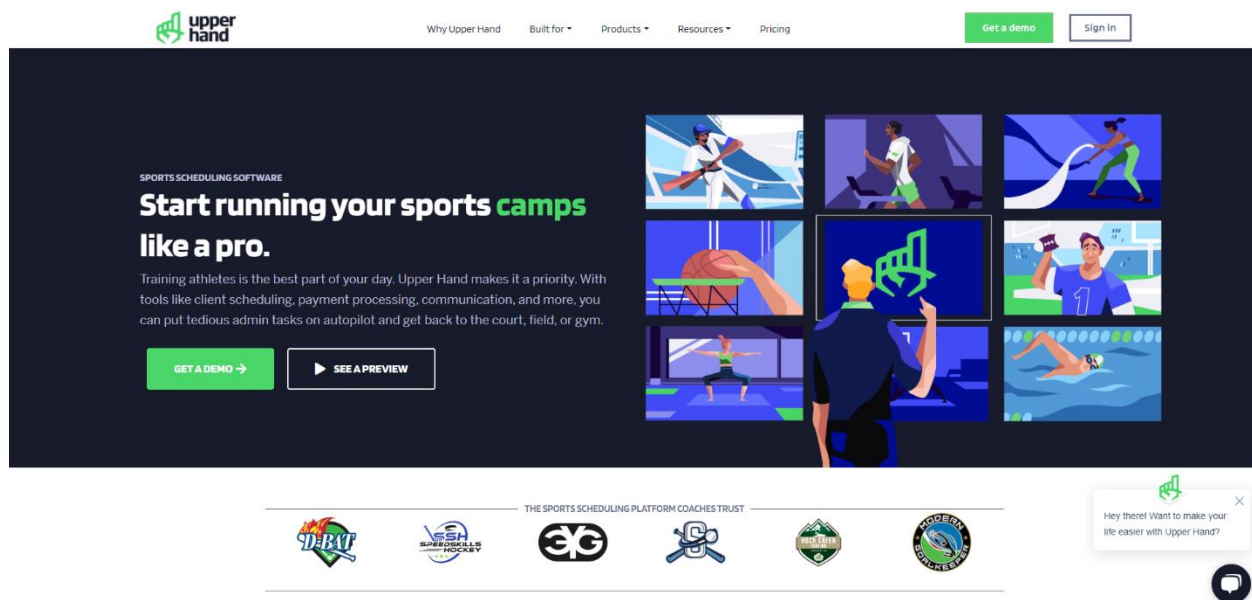 upper
hand
Why Upper Hand
Built for
Products
Resources
Pricing
Get a demo
Sign in
SPORTS SCHEDULING SOFTWARE
Start running your sports camps
like a pro.
Training athletes is the best part of your day. Upper Hand makes it a priority. With
tools like client scheduling, payment processing, communication, and more, you
can put tedious admin tasks on autopilot and get back to the court, field, or gym.
GET A DEMO →
SEE A PREVIEW
1
THE SPORTS SCHEDULING PLATFORM COACHES TRUST
D-BAT
SSH
SPEEDSKILLS
HOCKEY
S
ROCK CREEK
MODERN
GOALKEEPER
Hey there! Want to make your
life easier with Upper Hand?